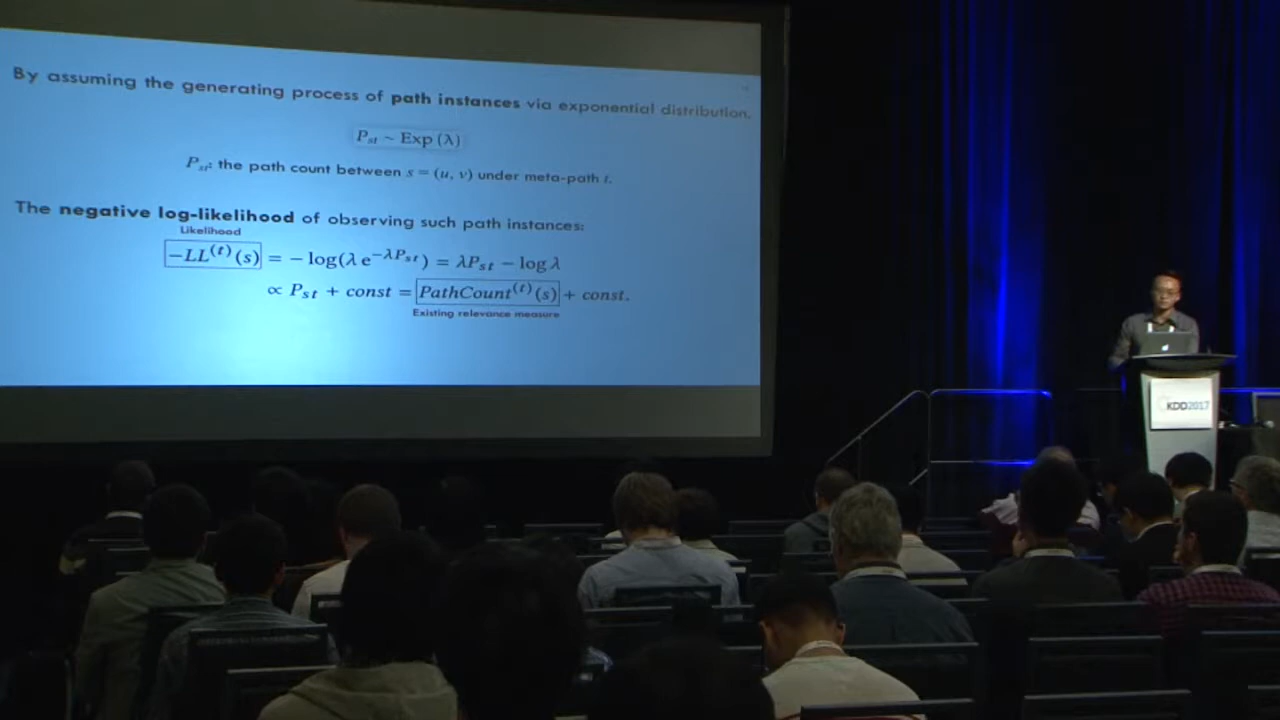 By assuming the generating process of path instances via exponential distribution.
P_st ~ Exp (λ)
P_st: the path count between s = (u, v) under meta-path t.
The negative log-likelihood of observing such path instances:
Likelihood
−LL^(t)(s) = − log(λ e^−λP_st) = λP_st − log λ
∝ P_st + const = PathCount^(t)(s) + const.
Existing relevance measure
KDD2017